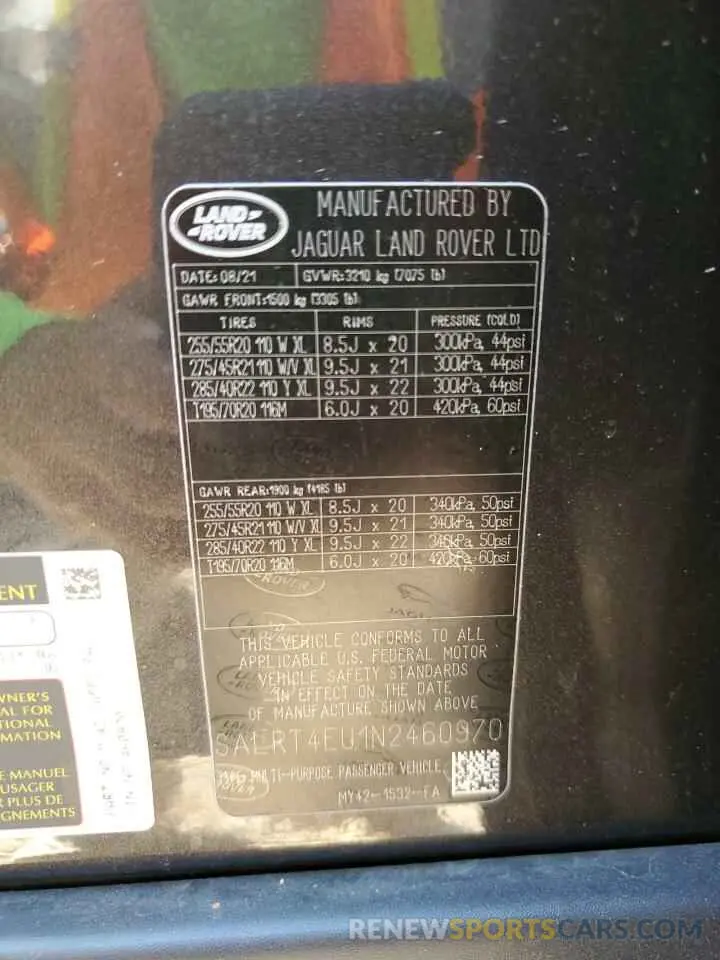 LAND ROVER
MANUFACTURED BY
JAGUAR LAND ROVER LTD
DATE: 08/21 GVWR:3210 kg (7075 lb)
GAWR FRONT:1500 kg (3305 lb)
TIRES RIMS PRESSURE (COLD)
255/55R20 110 W XL 8.5J x 20 300kPa, 44psi
275/45R21 110 W/V XL 9.5J x 21 300kPa, 44psi
285/40R22 110 Y XL 9.5J x 22 300kPa, 44psi
T195/70R20 116M 6.0J x 20 420kPa, 60psi
GAWR REAR:1900 kg (4185 lb)
255/55R20 110 W XL 8.5J x 20 340kPa, 50psi
275/45R21 110 W/V XL 9.5J x 21 340kPa, 50psi
285/40R22 110 Y XL 9.5J x 22 340kPa, 50psi
T195/70R20 116M 6.0J x 20 420kPa, 60psi
THIS VEHICLE CONFORMS TO ALL
APPLICABLE U.S. FEDERAL MOTOR
VEHICLE SAFETY STANDARDS
IN EFFECT ON THE DATE
OF MANUFACTURE SHOWN ABOVE
SALRT4EU1N2460970
MULTI-PURPOSE PASSENGER VEHICLE
MY42-1532-FA
ENT
WNER'S
AL FOR
TIONAL
MATION
E MANUEL
USAGER
R PLUS DE
GNEMENTS
RENEWSPORTSCARS.COM